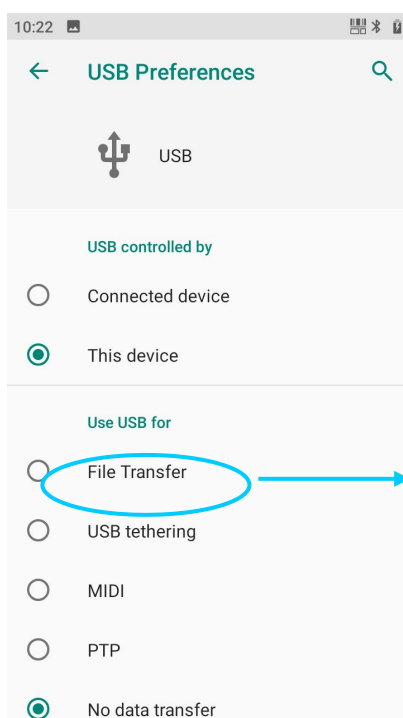 10:22
USB Preferences
USB
USB controlled by
Connected device
This device
Use USB for
File Transfer
USB tethering
MIDI
PTP
No data transfer